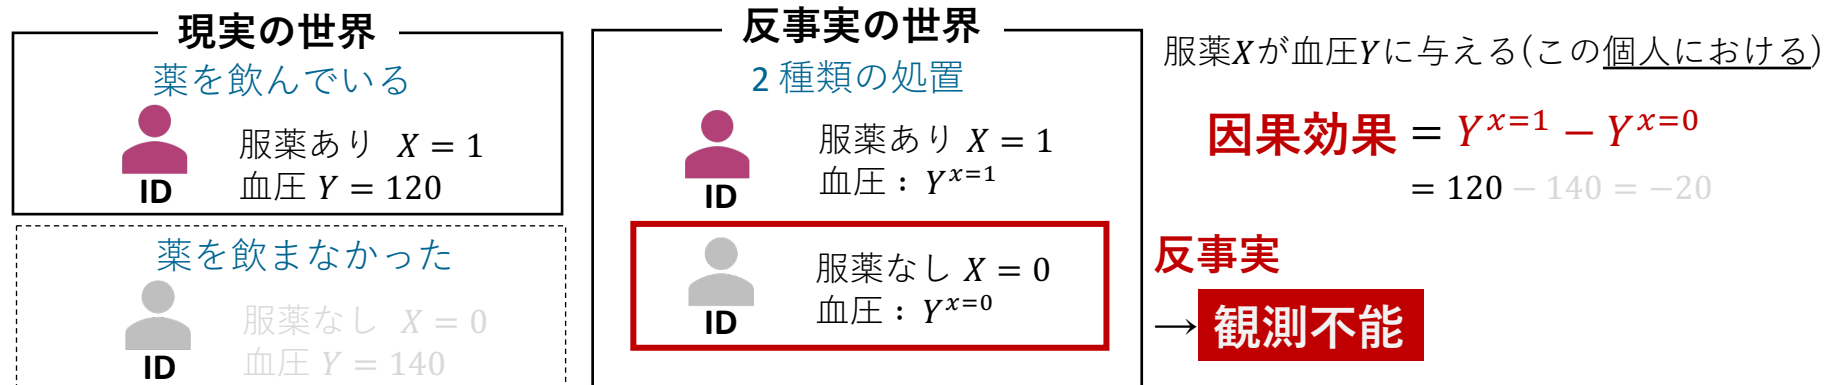 現実の世界
薬を飲んでいる
服薬あり X = 1
血圧 Y = 120
ID
薬を飲まなかった
服薬なし X = 0
血圧 Y = 140
ID
反事実の世界
2 種類の処置
服薬あり X = 1
血圧：Y^{x=1}
ID
服薬なし X = 0
血圧：Y^{x=0}
ID
服薬Xが血圧Yに与える(この個人における)
因果効果 = Y^{x=1} − Y^{x=0}
= 120 − 140 = −20
反事実
→ 観測不能